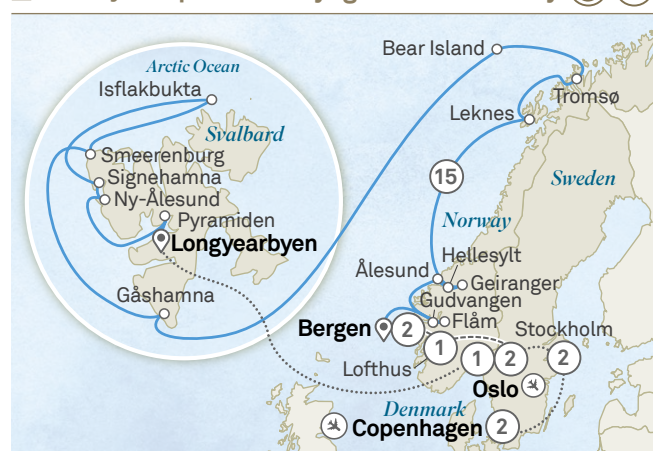 Bear Island
Arctic Ocean
Isflakbukta
Tromsø
Leknes
Svalbard
Smeerenburg
Signehamna
Ny-Ålesund
Pyramiden
Longyearbyen
15
Sweden
Norway
Hellesylt
Ålesund
Geiranger
Gåshamna
Gudvangen
Flåm
Bergen
2
Stockholm
Lofthus
1
1
2
2
Oslo
Denmark
Copenhagen
2